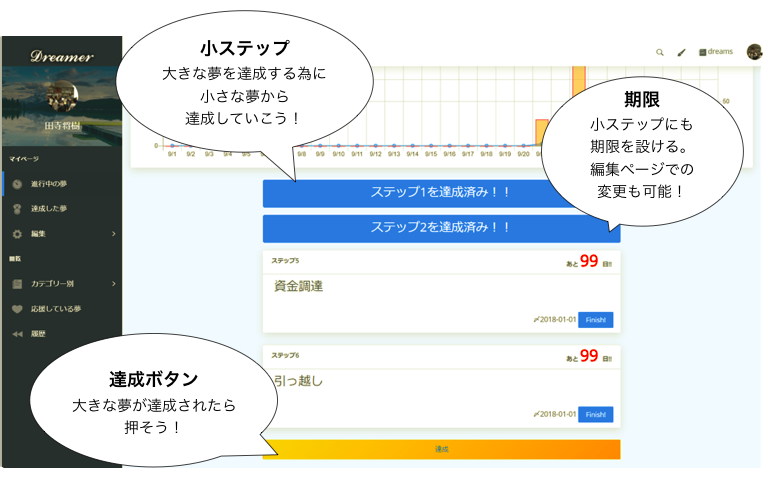 Dreamer
dreams
田寺将樹
マイページ
進行中の夢
達成した夢
編集
閲覧
カテゴリー別
応援している夢
履歴
小ステップ
大きな夢を達成する為に
小さな夢から
達成していこう！
50
0
9/1 9/2 9/3 9/4 9/5 9/8 9/9 9/10 9/11 9/12 9/13 9/14 9/15 9/16 9/17 9/18 9/19 9/20
期限
小ステップにも
期限を設ける。
編集ページでの
変更も可能！
ステップ1を達成済み！！
ステップ2を達成済み！！
ステップ5
あと 99 日!!
資金調達
〆2018-01-01 Finish!
ステップ6
あと 99 日!!
引っ越し
〆2018-01-01 Finish!
達成
達成ボタン
大きな夢が達成されたら
押そう！